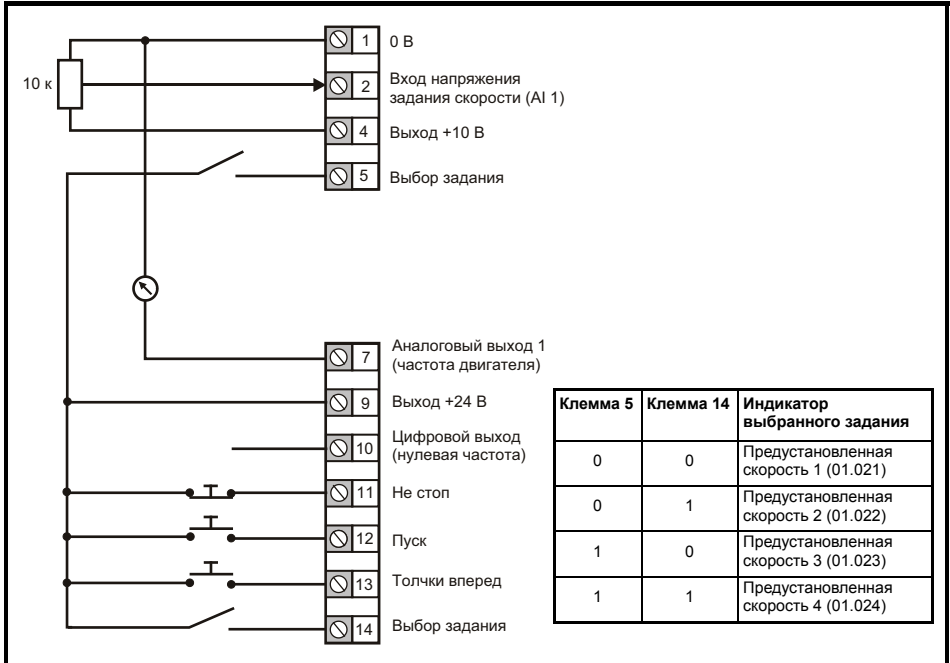 1 0 В
10 к
2 Вход напряжения
задания скорости (AI 1)
4 Выход +10 В
5 Выбор задания
7 Аналоговый выход 1
(частота двигателя)
9 Выход +24 В
10 Цифровой выход
(нулевая частота)
11 Не стоп
12 Пуск
13 Толчки вперед
14 Выбор задания
Клемма 5 Клемма 14 Индикатор
выбранного задания
0 0 Предустановленная
скорость 1 (01.021)
0 1 Предустановленная
скорость 2 (01.022)
1 0 Предустановленная
скорость 3 (01.023)
1 1 Предустановленная
скорость 4 (01.024)